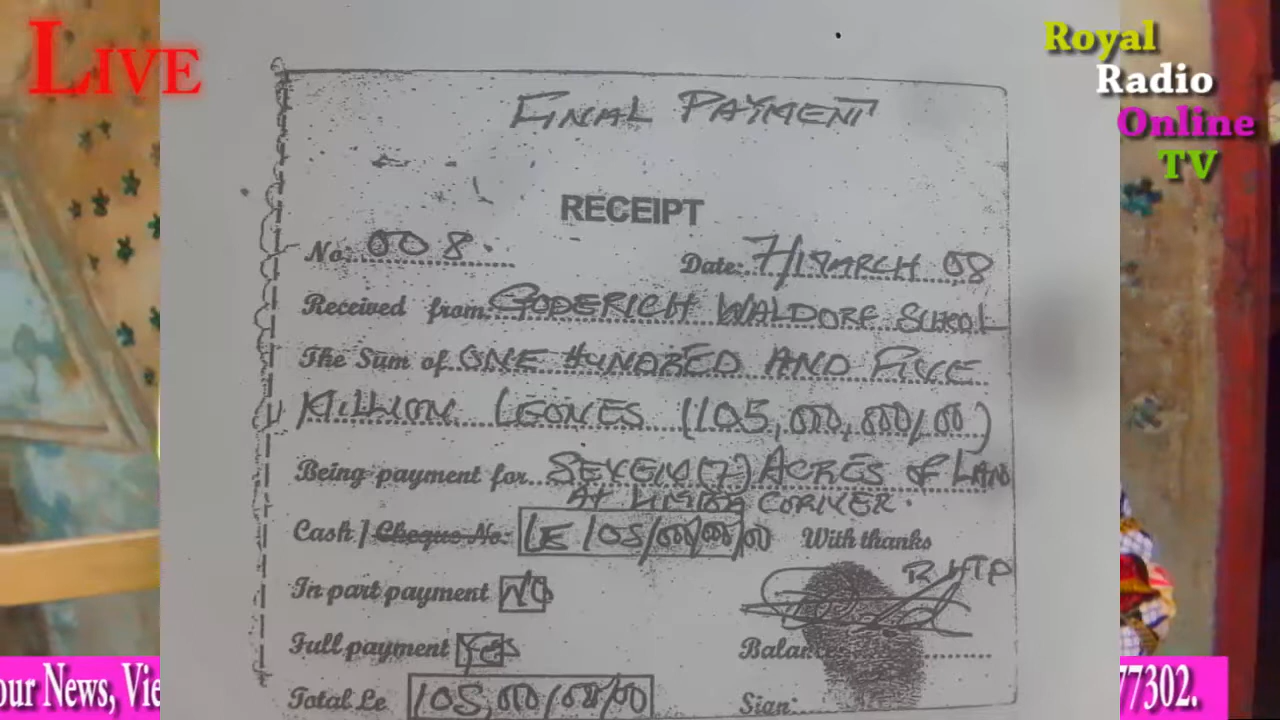 LIVE
Royal
Radio
Online
TV
FINAL PAYMENT
RECEIPT
No: 008.
Date: 7/MARCH 08
Received from GODERICH WALDORF SCHOOL
The Sum of ONE HUNDRED AND FIVE
MILLION LEONES (105,000,000/00)
Being payment for SEVEN (7) ACRES OF LAND
AT CORNER.
Cash / Cheque No: LE 105/000/000/00 With thanks
RHTP
In part payment NO
Full payment Yes
Balance
Total Le 105,000/000/00
Sign:
our News, Vie
77302.